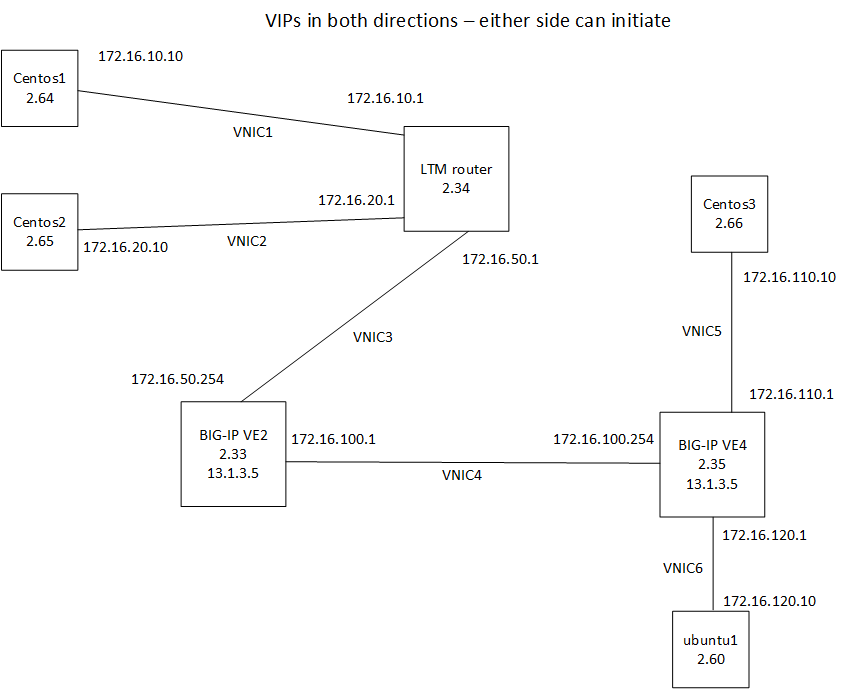 VIPs in both directions – either side can initiate
172.16.10.10
Centos1
2.64
172.16.10.1
VNIC1
LTM router
2.34
172.16.20.1
Centos2
2.65
172.16.20.10
VNIC2
Centos3
2.66
172.16.50.1
172.16.110.10
VNIC5
VNIC3
172.16.50.254
172.16.110.1
BIG-IP VE2
2.33
13.1.3.5
172.16.100.1
172.16.100.254
BIG-IP VE4
2.35
13.1.3.5
VNIC4
172.16.120.1
VNIC6
172.16.120.10
ubuntu1
2.60